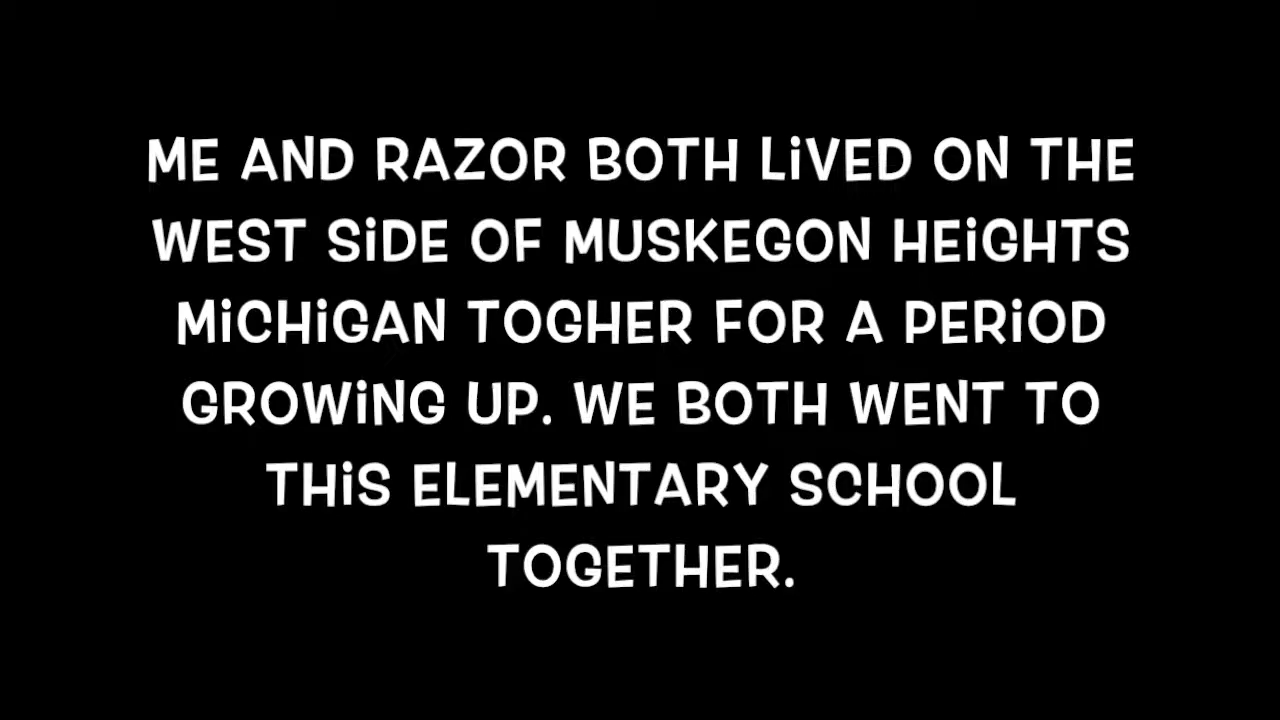 ME AND RAZOR BOTH LiVED ON THE
WEST SiDE OF MUSKEGON HEiGHTS
MiCHiGAN TOGHER FOR A PERiOD
GROWiNG UP. WE BOTH WENT TO
THiS ELEMENTARY SCHOOL
TOGETHER.